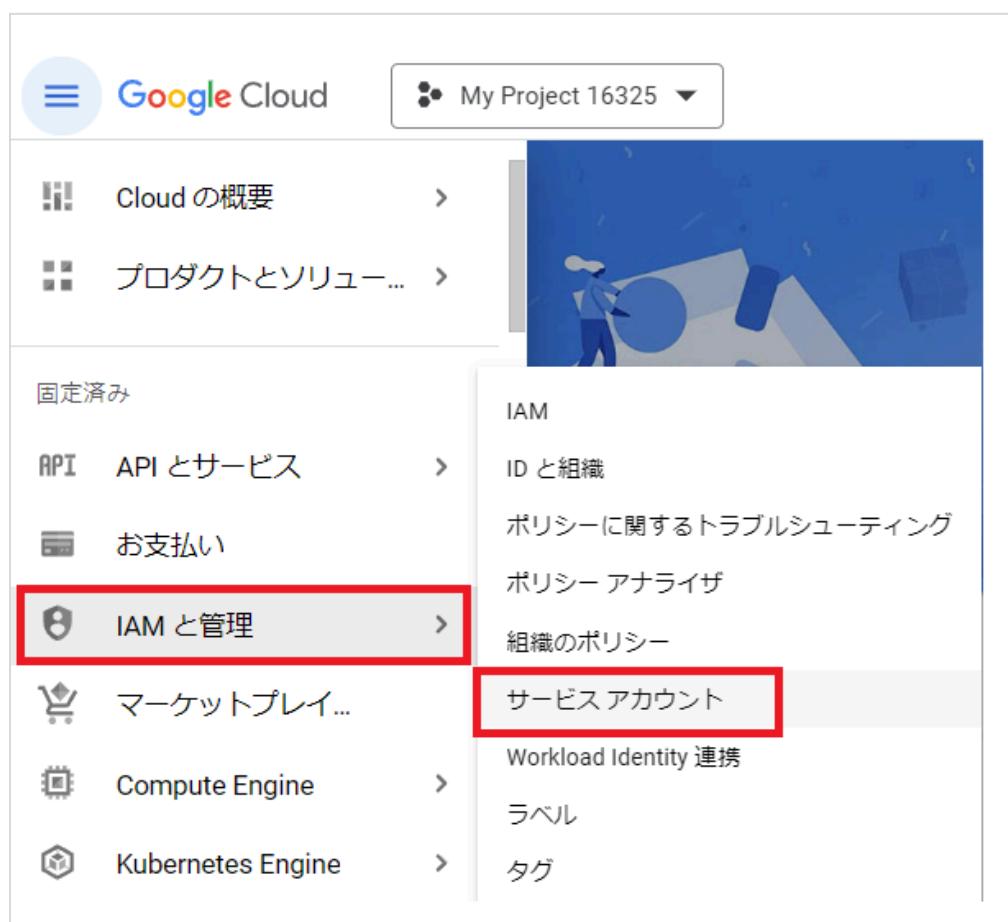 Google Cloud
My Project 16325
Cloud の概要
プロダクトとソリュー...
固定済み
API API とサービス
お支払い
IAM と管理
マーケットプレイ...
Compute Engine
Kubernetes Engine
IAM
ID と組織
ポリシーに関するトラブルシューティング
ポリシー アナライザ
組織のポリシー
サービス アカウント
Workload Identity 連携
ラベル
タグ